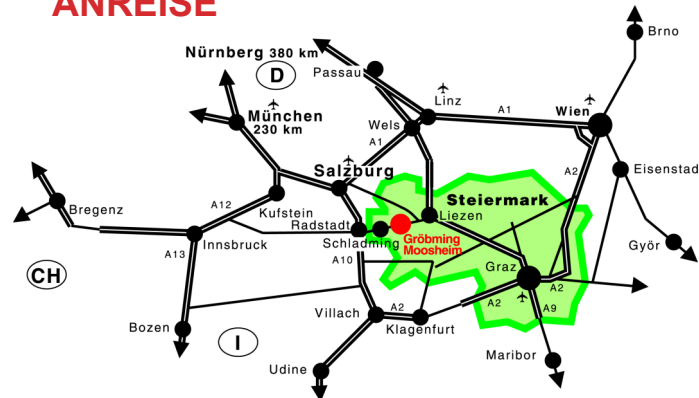 ANREISE
Brno
Nürnberg 380 km
Passau
D
Linz
A1
Wien
München
230 km
Wels
A1
A2
Salzburg
Eisenstad
Steiermark
Bregenz
A12
Kufstein
Radstadt
Liezen
Innsbruck
Schladming
Gröbming
Moosheim
Györ
A13
A10
CH
Graz
A2
A2
A2
A9
Bozen
Villach
Klagenfurt
I
Udine
Maribor